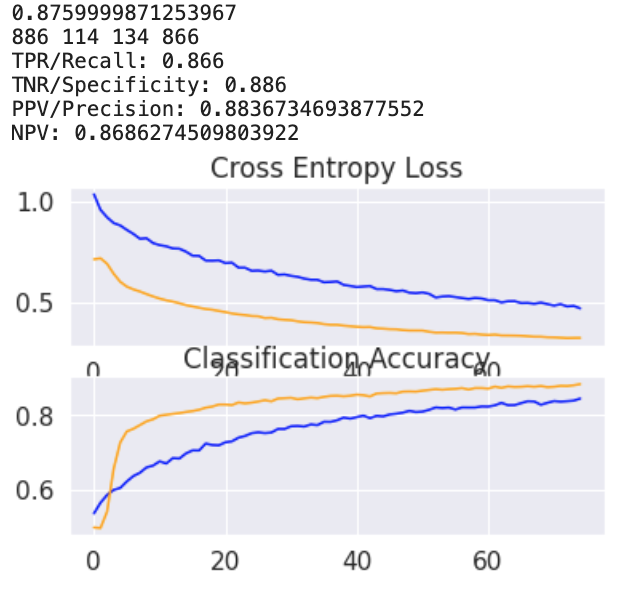 0.8759999871253967
886 114 134 866
TPR/Recall: 0.866
TNR/Specificity: 0.886
PPV/Precision: 0.8836734693877552
NPV: 0.8686274509803922
Cross Entropy Loss
1.0
0.5
0 20 40 60
Classification Accuracy
0.8
0.6
0 20 40 60